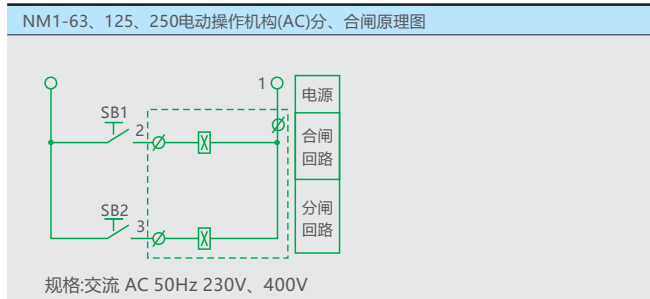 NM1-63、125、250电动操作机构(AC)分、合闸原理图
1
电源
SB1
2
合闸
回路
SB2
3
分闸
回路
规格:交流 AC 50Hz 230V、400V